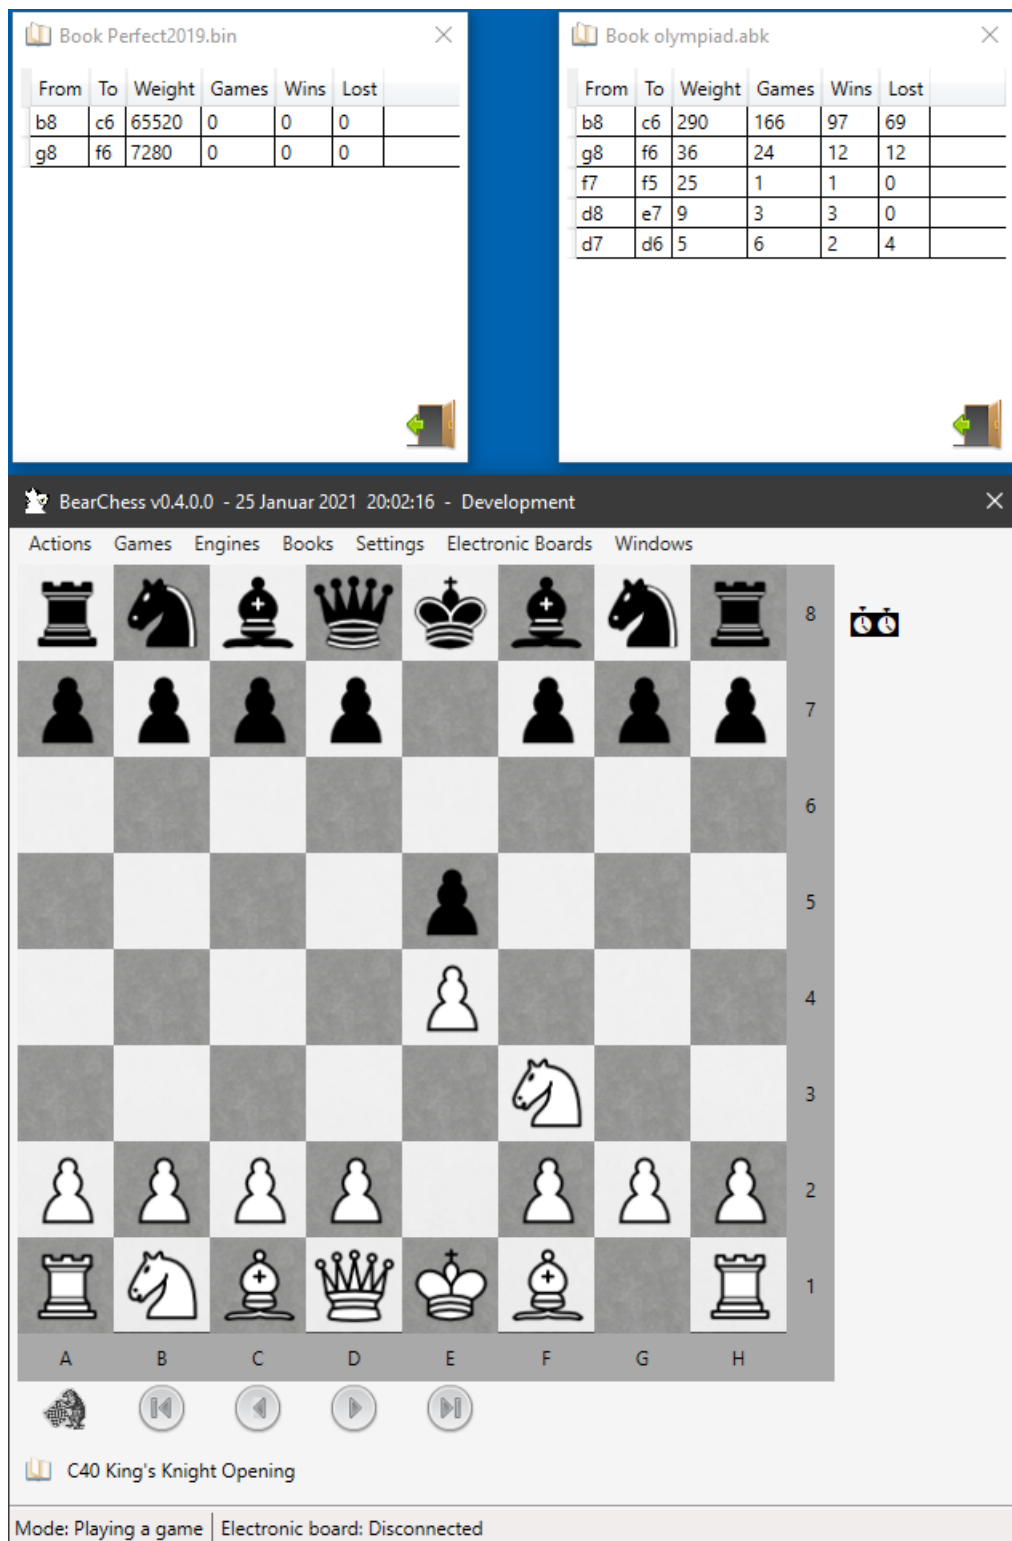 Book Perfect2019.bin
From To Weight Games Wins Lost
b8 c6 65520 0 0 0
g8 f6 7280 0 0 0
Book olympiad.abk
From To Weight Games Wins Lost
b8 c6 290 166 97 69
g8 f6 36 24 12 12
f7 f5 25 1 1 0
d8 e7 9 3 3 0
d7 d6 5 6 2 4
BearChess v0.4.0.0 - 25 Januar 2021 20:02:16 - Development
Actions Games Engines Books Settings Electronic Boards Windows
8
7
6
5
4
3
2
1
A B C D E F G H
C40 King's Knight Opening
Mode: Playing a game Electronic board: Disconnected